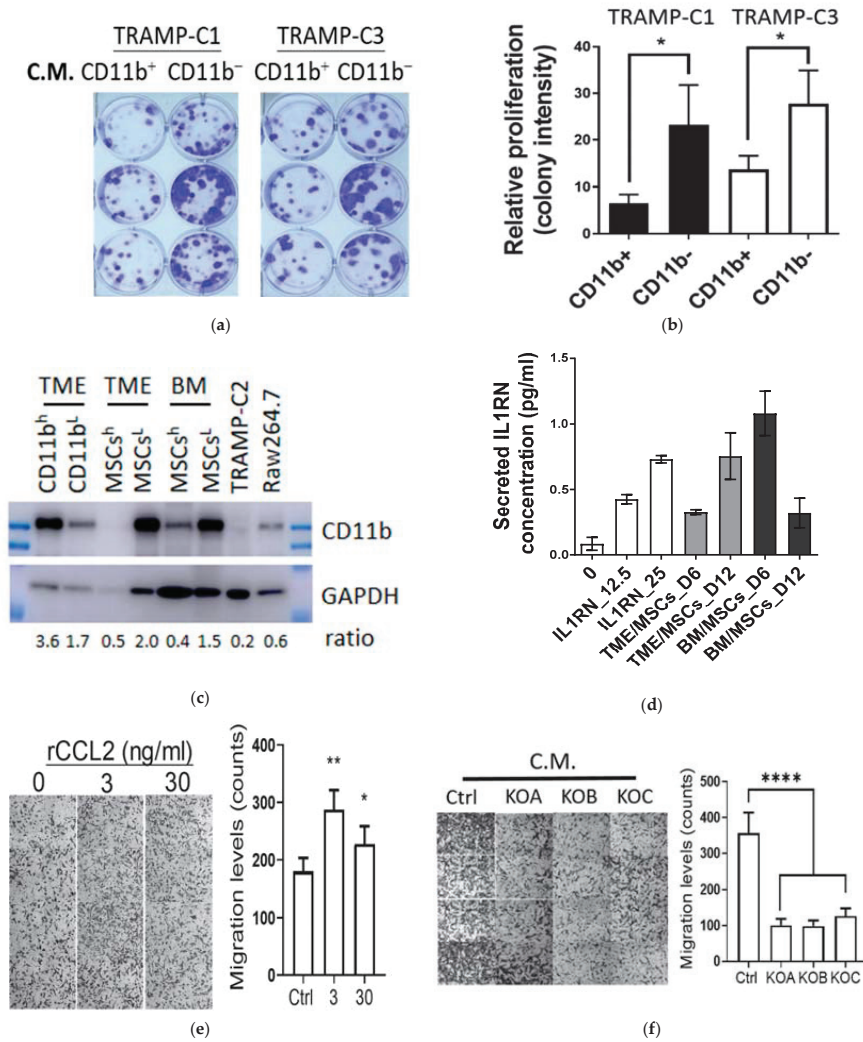 TRAMP-C1 TRAMP-C3
C.M. CD11b⁺ CD11b⁻ CD11b⁺ CD11b⁻
(a)
TRAMP-C1 TRAMP-C3
* *
Relative proliferation
(colony intensity)
40
30
20
10
0
CD11b+ CD11b- CD11b+ CD11b-
(b)
TME TME BM
CD11bʰ CD11bᴸ MSCsʰ MSCsᴸ MSCsʰ MSCsᴸ TRAMP-C2 Raw264.7
CD11b
GAPDH
3.6 1.7 0.5 2.0 0.4 1.5 0.2 0.6 ratio
(c)
Secreted IL1RN
concentration (pg/ml)
1.5
1.0
0.5
0.0
0 IL1RN_12.5 IL1RN_25 TME/MSCs_D6 TME/MSCs_D12 BM/MSCs_D6 BM/MSCs_D12
(d)
rCCL2 (ng/ml)
0 3 30
Migration levels (counts)
400
300
200
100
0
** *
Ctrl 3 30
(e)
C.M.
Ctrl KOA KOB KOC
Migration levels (counts)
500
400
300
200
100
0
****
Ctrl KOA KOB KOC
(f)